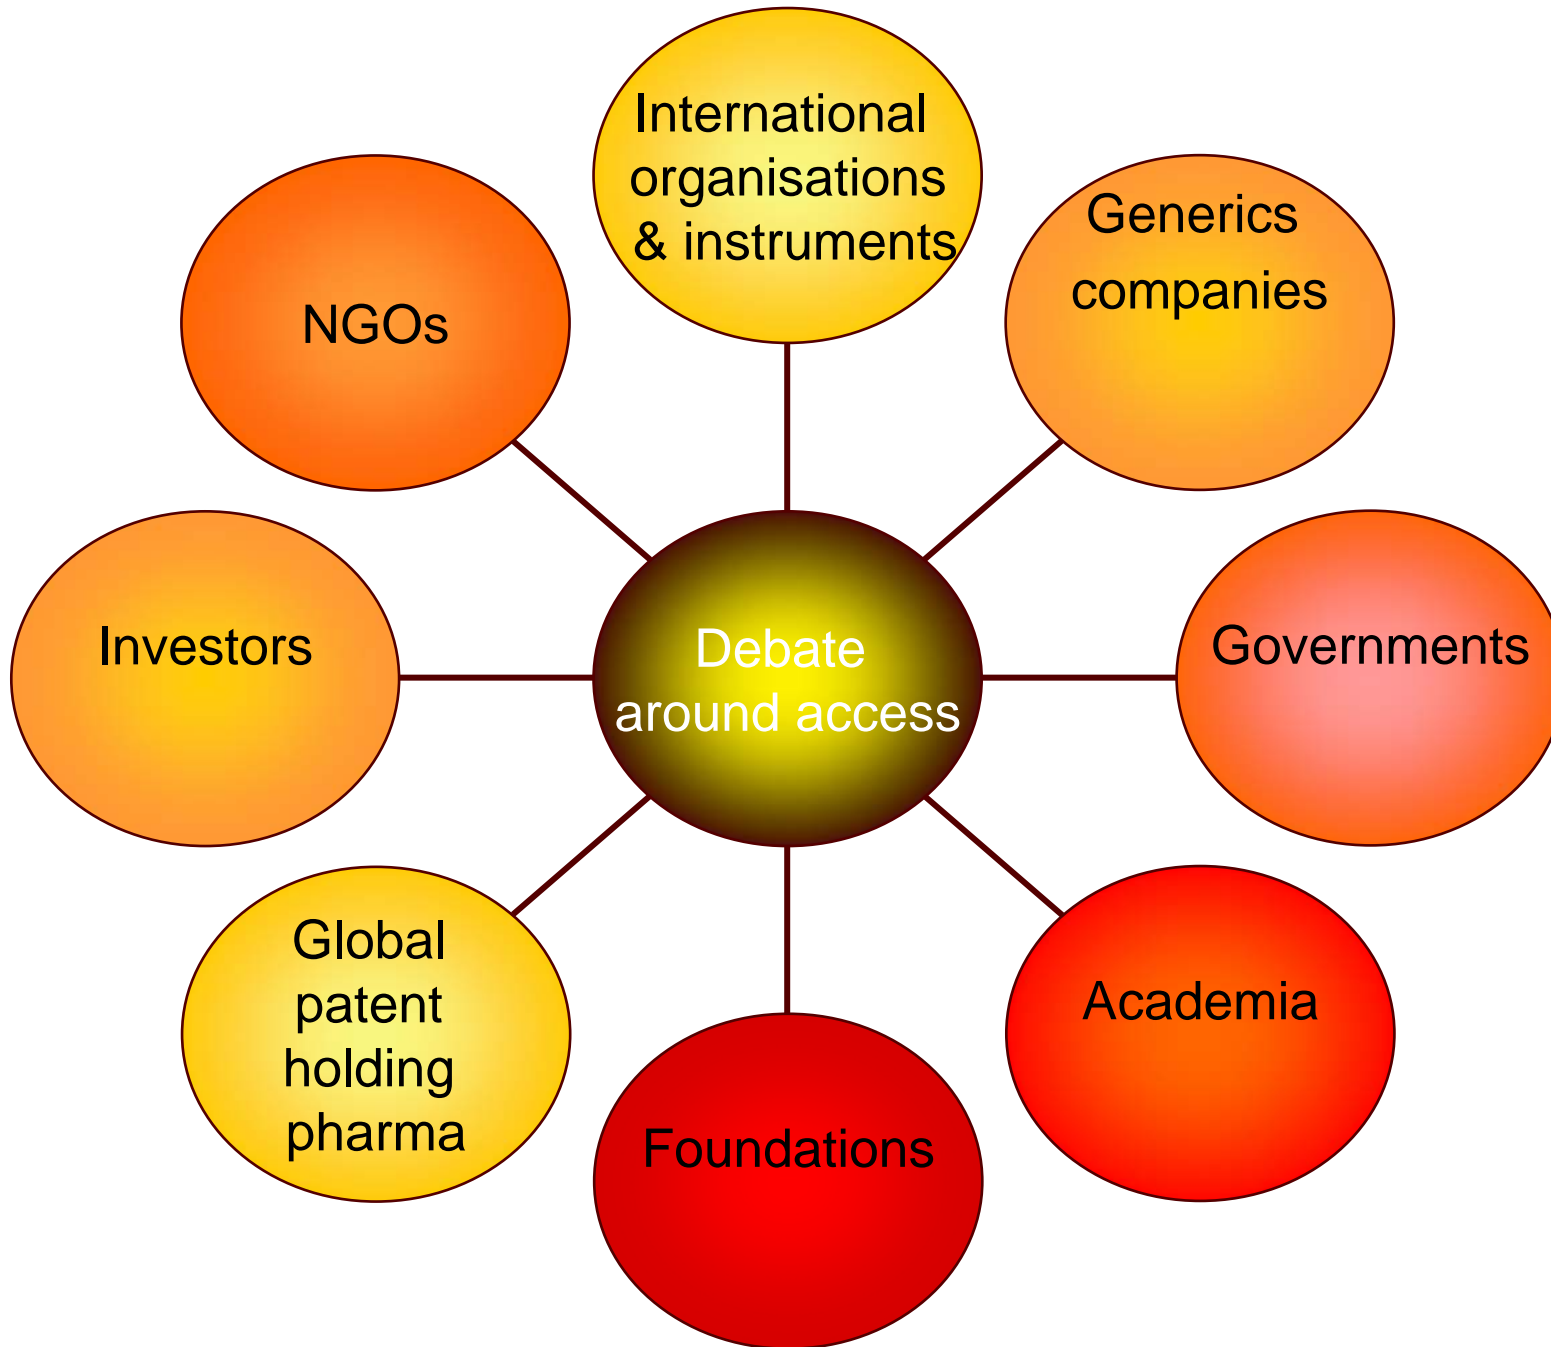 International
organisations
& instruments
Generics
companies
NGOs
Governments
Investors
Debate
around access
Global
patent
holding
pharma
Academia
Foundations